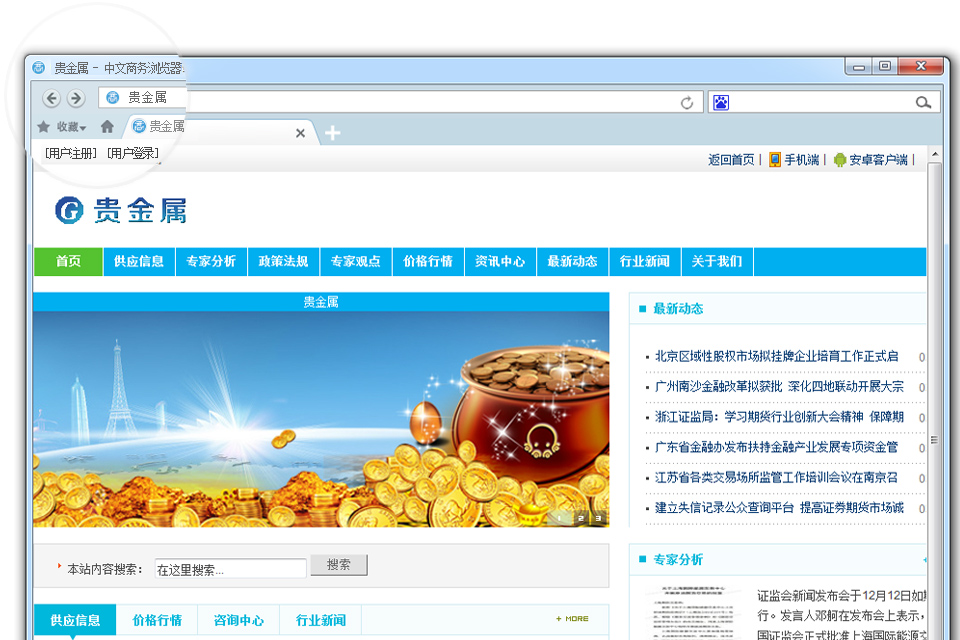 贵金属 - 中文商务浏览器
贵金属
收藏 贵金属
[用户注册] [用户登录]
返回首页 | 手机端 | 安卓客户端 |
贵金属
首页 供应信息 专家分析 政策法规 专家观点 价格行情 资讯中心 最新动态 行业新闻 关于我们
贵金属
1 2 3
最新动态
北京区域性股权市场拟挂牌企业培育工作正式启 0
广州南沙金融改革拟获批 深化四地联动开展大宗 0
浙江证监局：学习期货行业创新大会精神 保障期 0
广东省金融办发布扶持金融产业发展专项资金管 0
江苏省各类交易场所监管工作培训会议在南京召 0
建立失信记录公众查询平台 提高证券期货市场诚 0
本站内容搜索： 在这里搜索... 搜索
专家分析
证监会新闻发布会于12月12日如期
行。发言人邓舸在发布会上表示，
国证监会正式批准上海国际能源交
供应信息 价格行情 咨询中心 行业新闻 + MORE